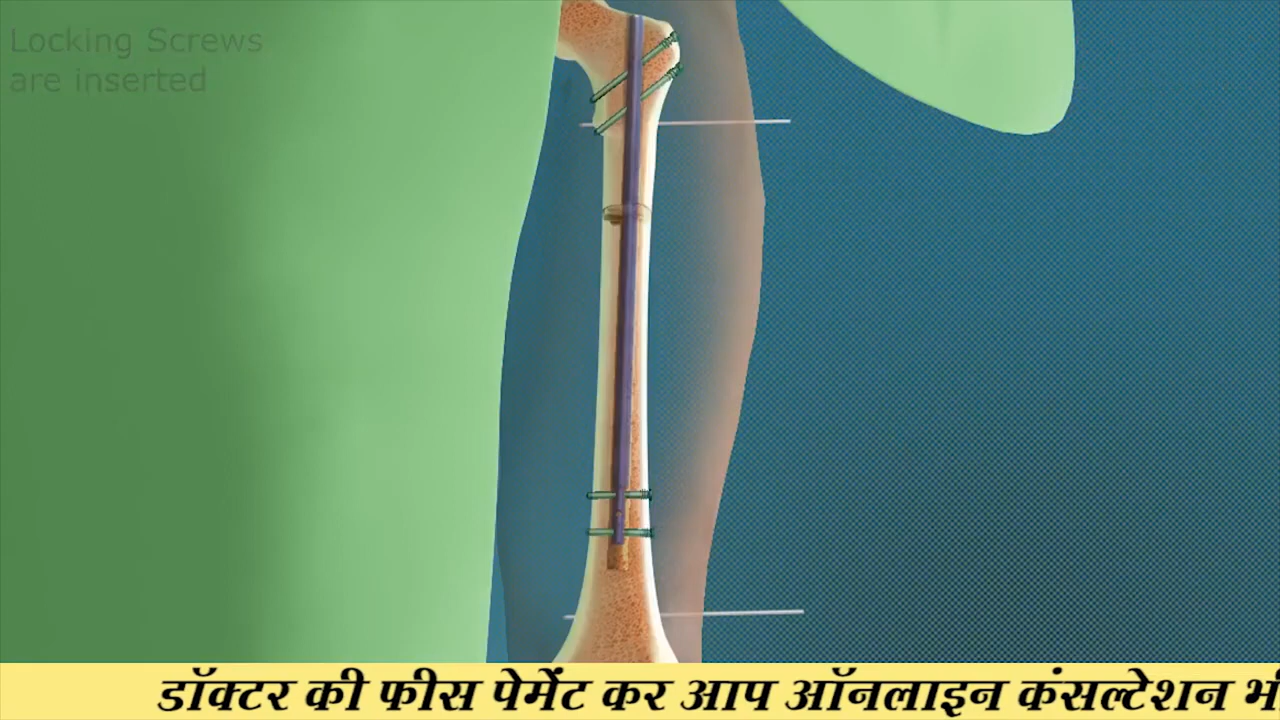 Locking Screws
are inserted
डॉक्टर की फीस पेमेंट कर आप ऑनलाइन कंसल्टेशन भी